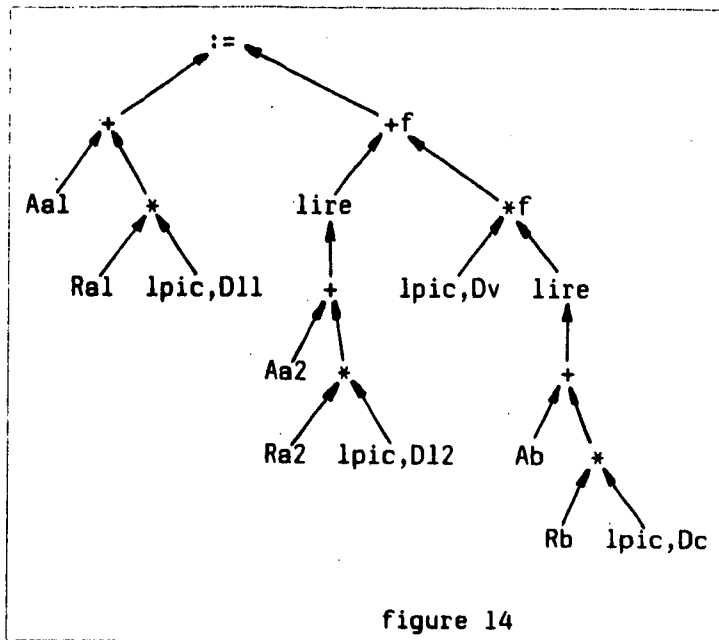 :=
+ +f
Aa1 * lire *f
Ra1 lpic,Dl1 + lpic,Dv lire
Aa2 * +
Ra2 lpic,Dl2 Ab *
Rb lpic,Dc
figure 14